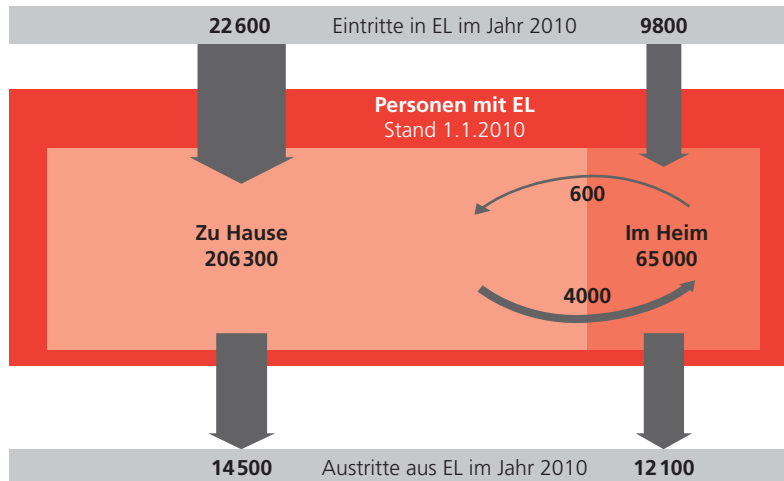 22600 Eintritte in EL im Jahr 2010 9800
Personen mit EL
Stand 1.1.2010
600
Zu Hause
206300
Im Heim
65000
4000
14500 Austritte aus EL im Jahr 2010 12100